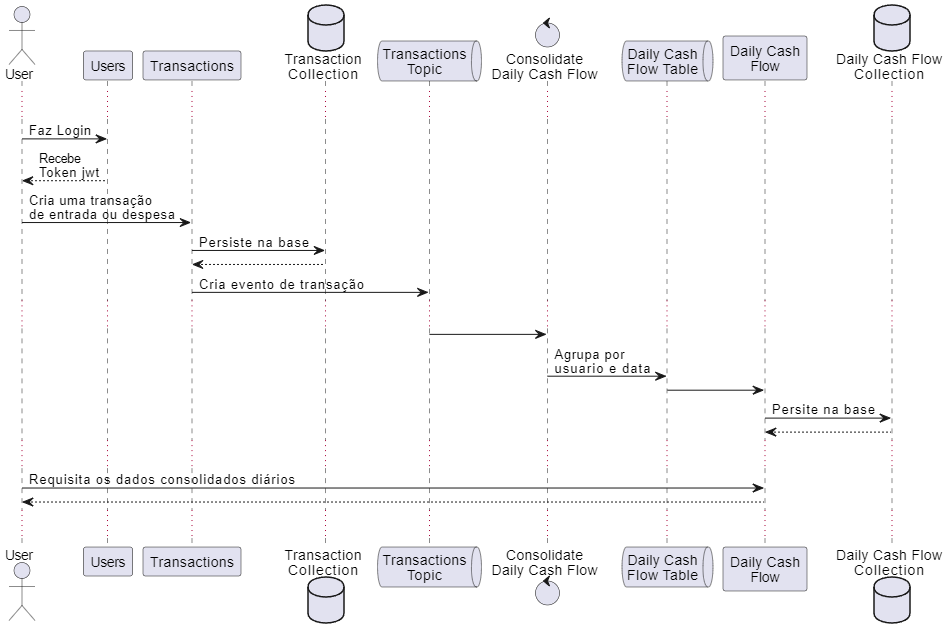 User
Users
Transactions
Transaction
Collection
Transactions
Topic
Consolidate
Daily Cash Flow
Daily Cash
Flow Table
Daily Cash
Flow
Daily Cash Flow
Collection
Faz Login
Recebe
Token jwt
Cria uma transação
de entrada ou despesa
Persiste na base
Cria evento de transação
Agrupa por
usuario e data
Persite na base
Requisita os dados consolidados diários
User
Users
Transactions
Transaction
Collection
Transactions
Topic
Consolidate
Daily Cash Flow
Daily Cash
Flow Table
Daily Cash
Flow
Daily Cash Flow
Collection